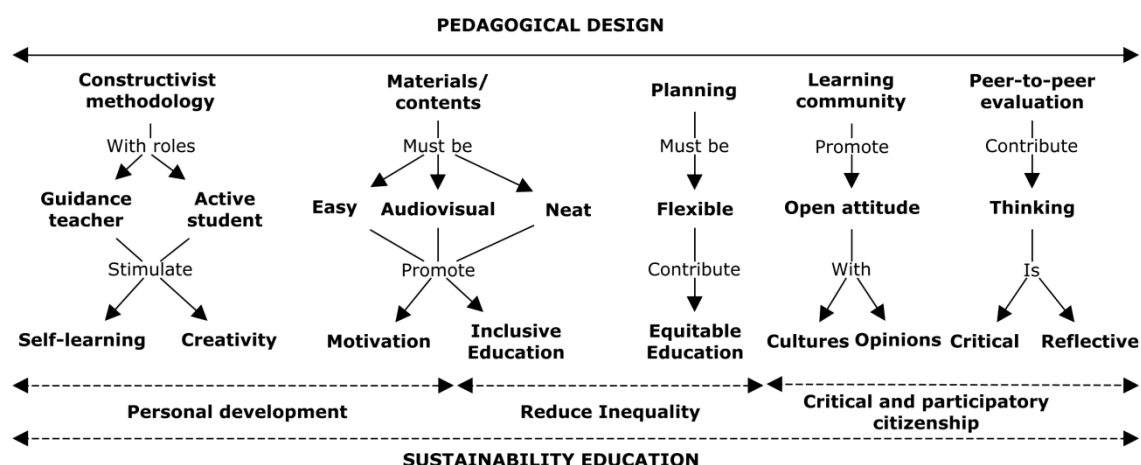 PEDAGOGICAL DESIGN
Constructivist
methodology
Materials/
contents
Planning
Learning
community
Peer-to-peer
evaluation
With roles
Must be
Must be
Promote
Contribute
Guidance
teacher
Active
student
Easy
Audiovisual
Neat
Flexible
Open attitude
Thinking
Stimulate
Promote
Contribute
With
Is
Self-learning
Creativity
Motivation
Inclusive
Education
Equitable
Education
Cultures
Opinions
Critical
Reflective
Personal development
Reduce Inequality
Critical and participatory
citizenship
SUSTAINABILITY EDUCATION